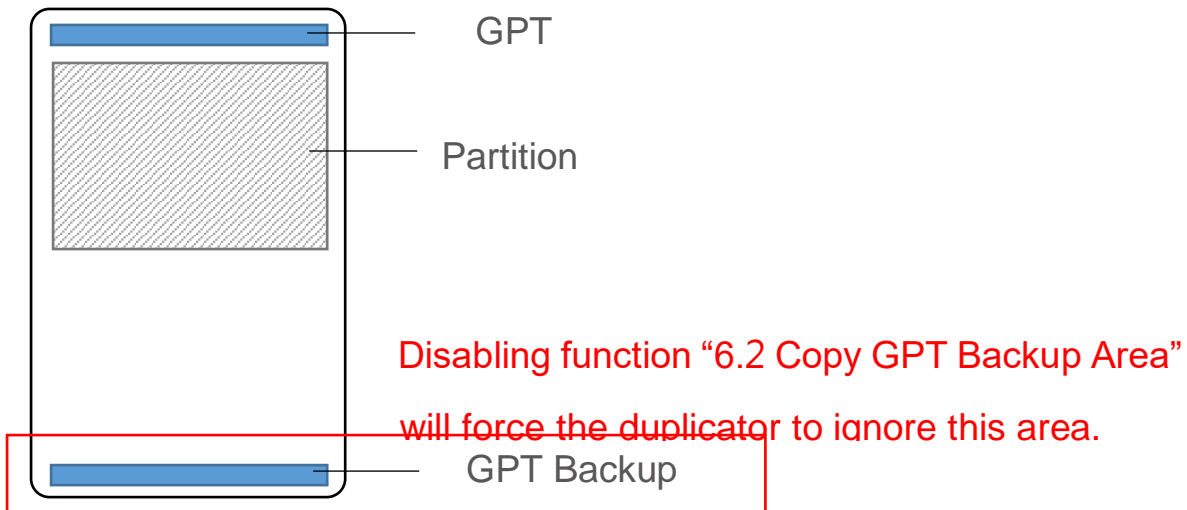 GPT
Partition
Disabling function “6.2 Copy GPT Backup Area”
will force the duplicator to ignore this area.
GPT Backup